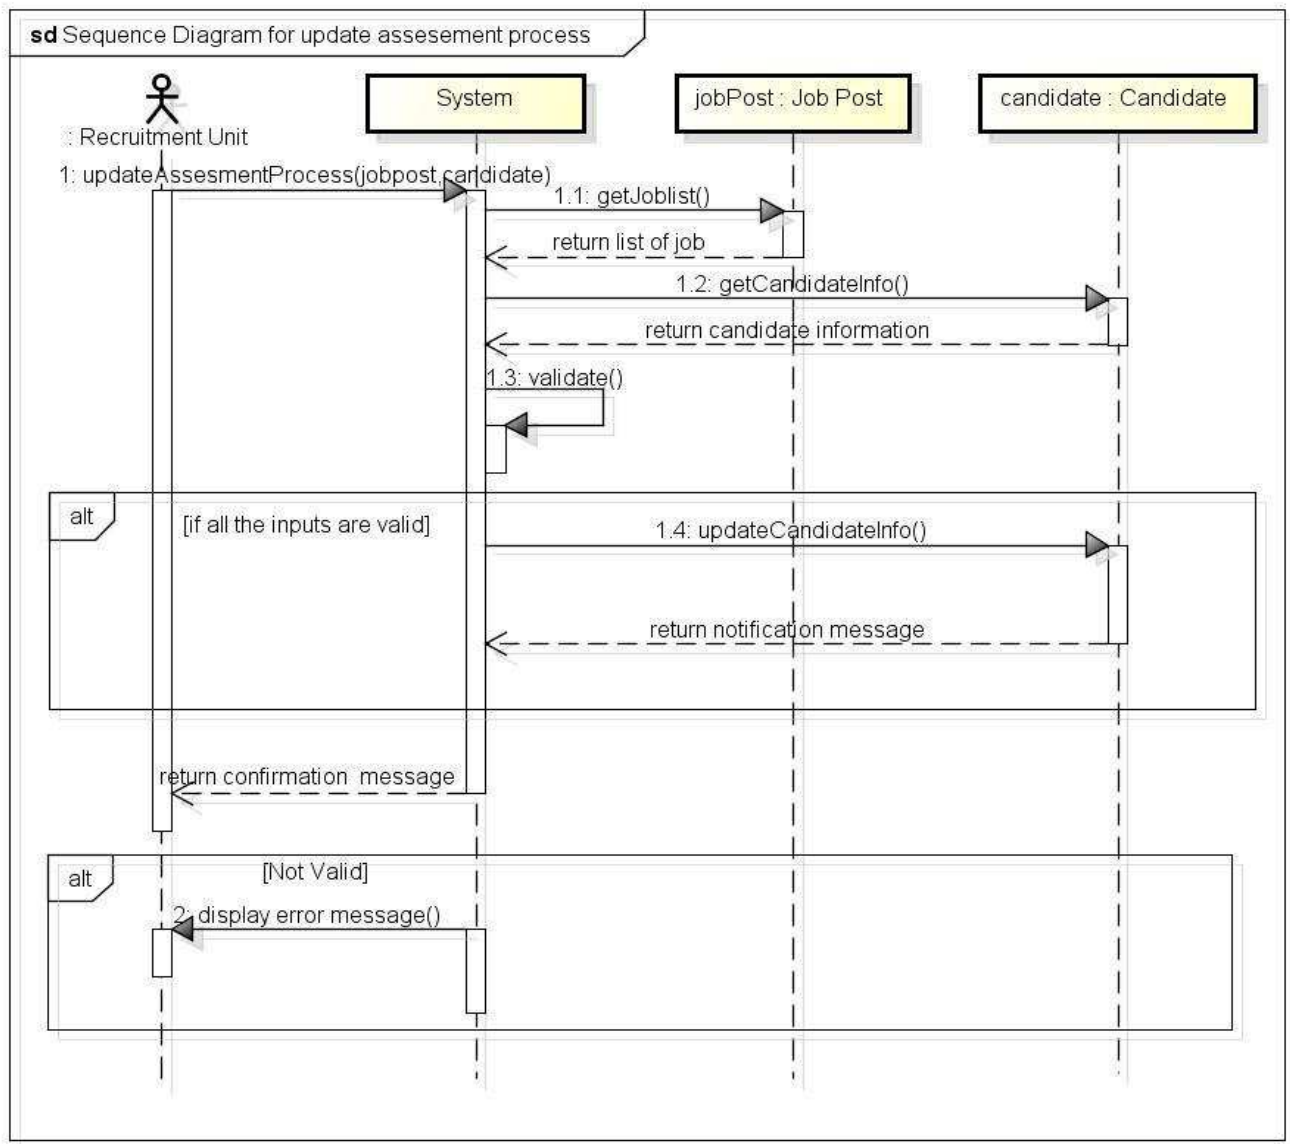 sd Sequence Diagram for update assesement process
: Recruitment Unit
System
jobPost : Job Post
candidate : Candidate
1: updateAssesmentProcess(jobpost,candidate)
1.1: getJoblist()
return list of job
1.2: getCandidateInfo()
return candidate information
1.3: validate()
alt
[if all the inputs are valid]
1.4: updateCandidateInfo()
return notification message
return confirmation  message
alt
[Not Valid]
2: display error message()